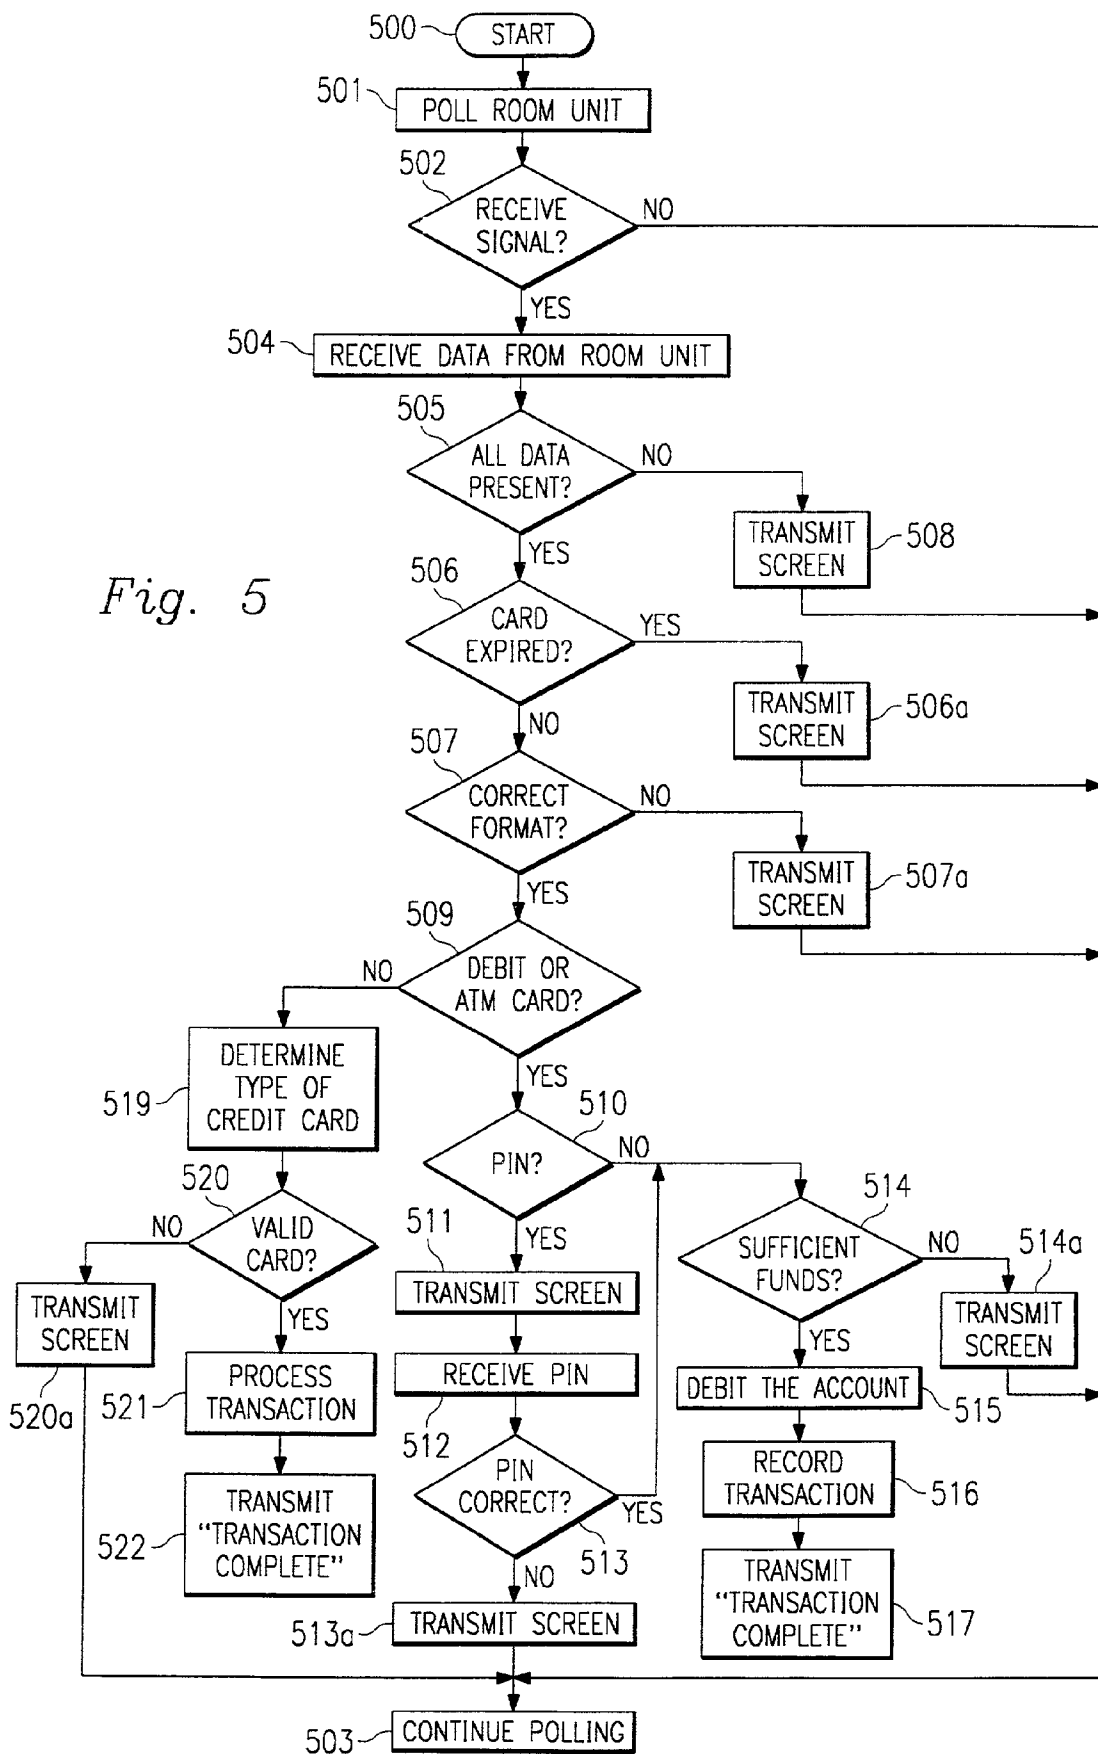 500
START
501
POLL ROOM UNIT
502
RECEIVE
SIGNAL?
NO
YES
504
RECEIVE DATA FROM ROOM UNIT
505
ALL DATA
PRESENT?
NO
YES
TRANSMIT
SCREEN
508
Fig. 5
506
CARD
EXPIRED?
YES
NO
TRANSMIT
SCREEN
506a
507
CORRECT
FORMAT?
NO
YES
TRANSMIT
SCREEN
507a
509
DEBIT OR
ATM CARD?
NO
YES
519
DETERMINE
TYPE OF
CREDIT CARD
510
PIN?
NO
YES
520
VALID
CARD?
NO
YES
514
SUFFICIENT
FUNDS?
NO
YES
514a
TRANSMIT
SCREEN
511
TRANSMIT SCREEN
TRANSMIT
SCREEN
520a
521
PROCESS
TRANSACTION
RECEIVE PIN
512
DEBIT THE ACCOUNT
515
PIN
CORRECT?
YES
513
NO
RECORD
TRANSACTION
516
522
TRANSMIT
“TRANSACTION
COMPLETE”
TRANSMIT
“TRANSACTION
COMPLETE”
517
513a
TRANSMIT SCREEN
503
CONTINUE POLLING